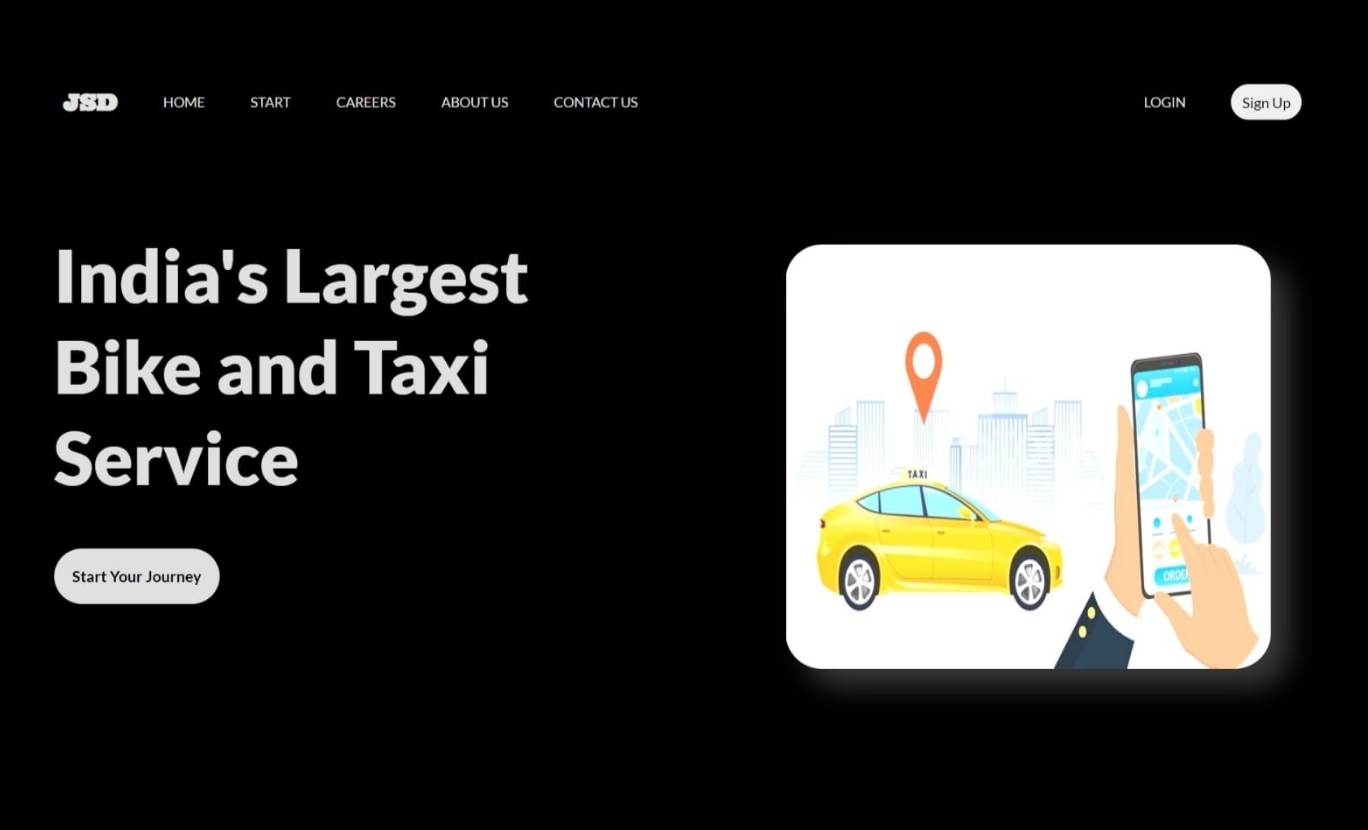 JSD
HOME START CAREERS ABOUT US CONTACT US
LOGIN Sign Up
India's Largest
Bike and Taxi
Service
Start Your Journey
TAXI
ORDER